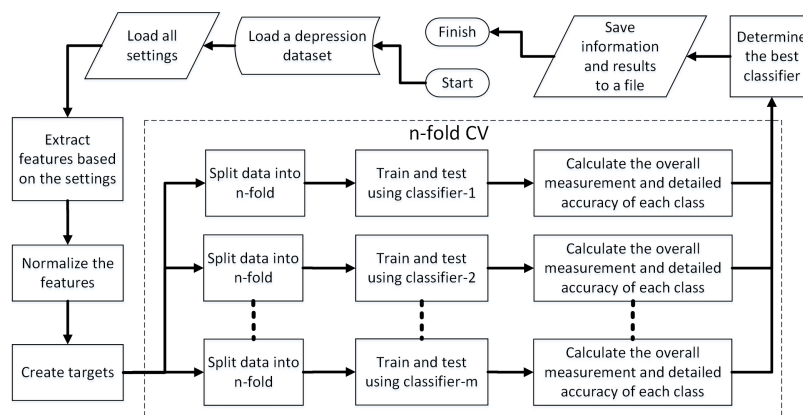 Start
Load a depression
dataset
Load all
settings
Extract
features based
on the settings
Normalize the
features
Create targets
n-fold CV
Split data into
n-fold
Train and test
using classifier-1
Calculate the overall
measurement and detailed
accuracy of each class
Split data into
n-fold
Train and test
using classifier-2
Calculate the overall
measurement and detailed
accuracy of each class
Split data into
n-fold
Train and test
using classifier-m
Calculate the overall
measurement and detailed
accuracy of each class
Determine
the best
classifier
Save
information
and results
to a file
Finish